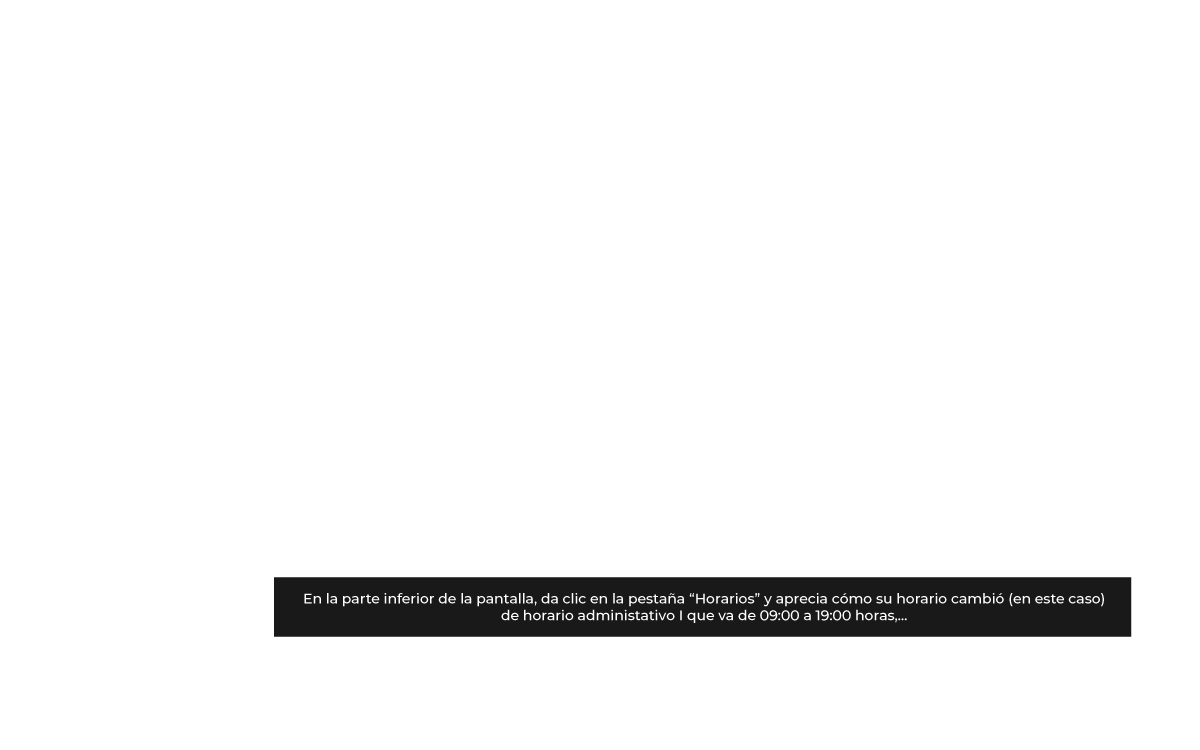 En la parte inferior de la pantalla, da clic en la pestaña “Horarios” y aprecia cómo su horario cambió (en este caso)
de horario administativo I que va de 09:00 a 19:00 horas,...